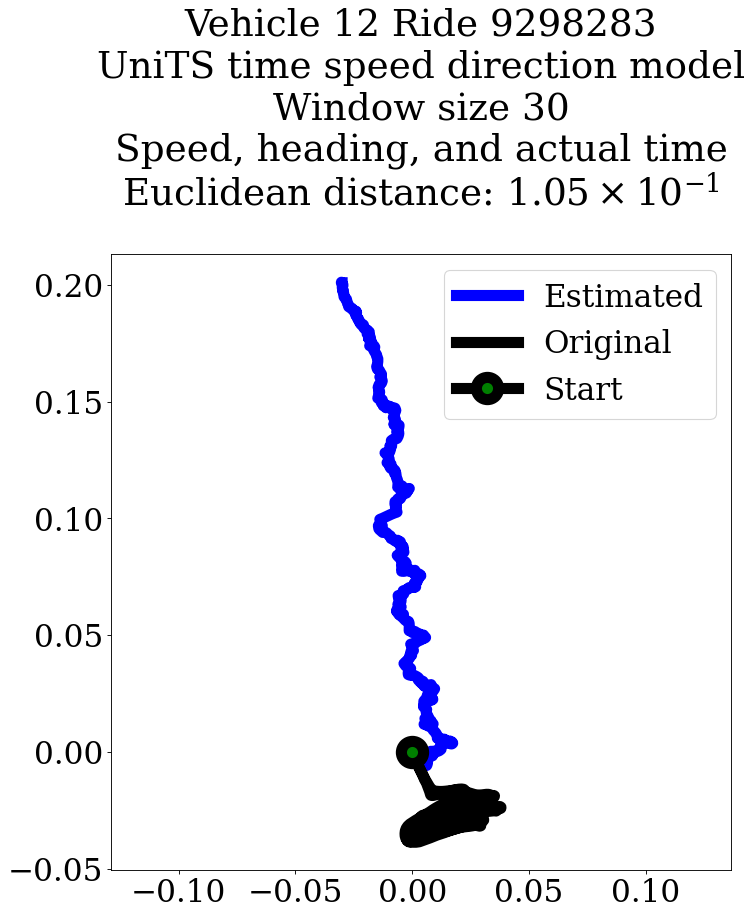 Vehicle 12 Ride 9298283
UniTS time speed direction model
Window size 30
Speed, heading, and actual time
Euclidean distance: 1.05 × 10⁻¹
Estimated
Original
Start
0.20
0.15
0.10
0.05
0.00
−0.05
−0.10 −0.05 0.00 0.05 0.10